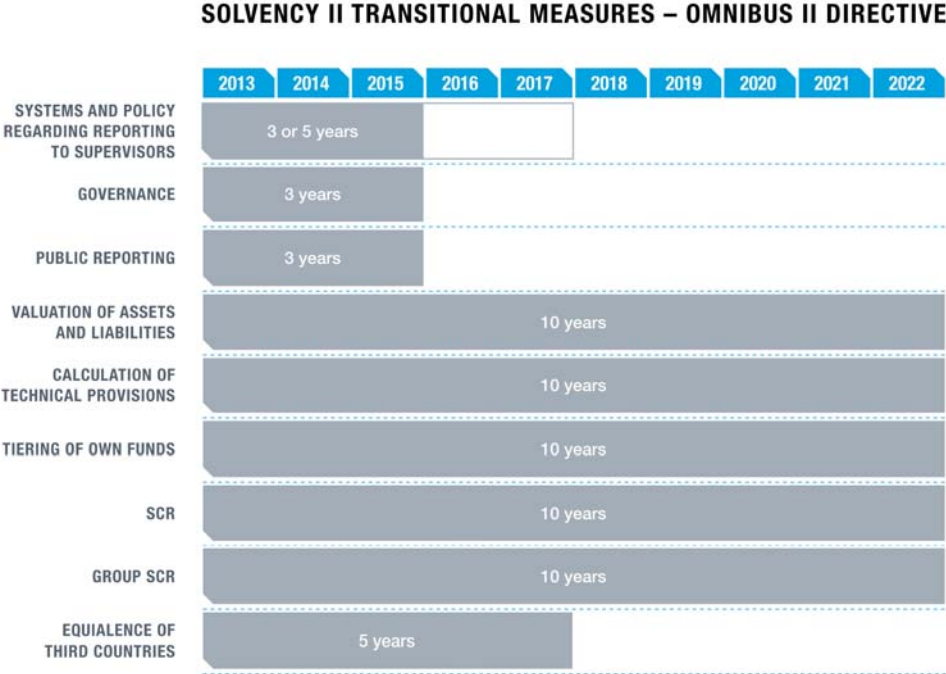 SOLVENCY II TRANSITIONAL MEASURES – OMNIBUS II DIRECTIVE
2013 2014 2015 2016 2017 2018 2019 2020 2021 2022
SYSTEMS AND POLICY
REGARDING REPORTING
TO SUPERVISORS
3 or 5 years
GOVERNANCE
3 years
PUBLIC REPORTING
3 years
VALUATION OF ASSETS
AND LIABILITIES
10 years
CALCULATION OF
TECHNICAL PROVISIONS
10 years
TIERING OF OWN FUNDS
10 years
SCR
10 years
GROUP SCR
10 years
EQUIALENCE OF
THIRD COUNTRIES
5 years